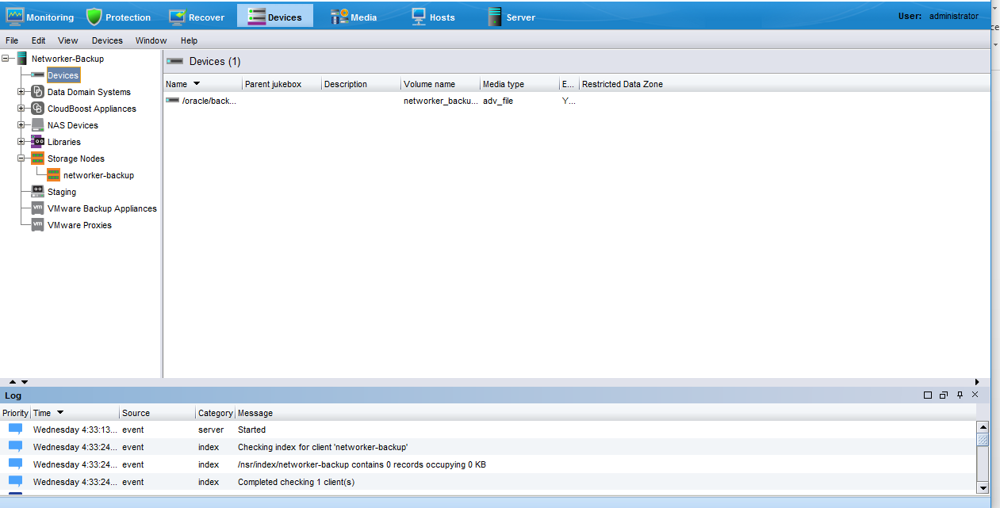 Monitoring Protection Recover Devices Media Hosts Server User: administrator
File Edit View Devices Window Help
Networker-Backup
Devices
Data Domain Systems
CloudBoost Appliances
NAS Devices
Libraries
Storage Nodes
networker-backup
Staging
VMware Backup Appliances
VMware Proxies
Devices (1)
Name Parent jukebox Description Volume name Media type E... Restricted Data Zone
/oracle/back... networker_backu... adv_file Y...
Log
Priority Time Source Category Message
Wednesday 4:33:13... event server Started
Wednesday 4:33:24... event index Checking index for client 'networker-backup'
Wednesday 4:33:24... event index /nsr/index/networker-backup contains 0 records occupying 0 KB
Wednesday 4:33:24... event index Completed checking 1 client(s)